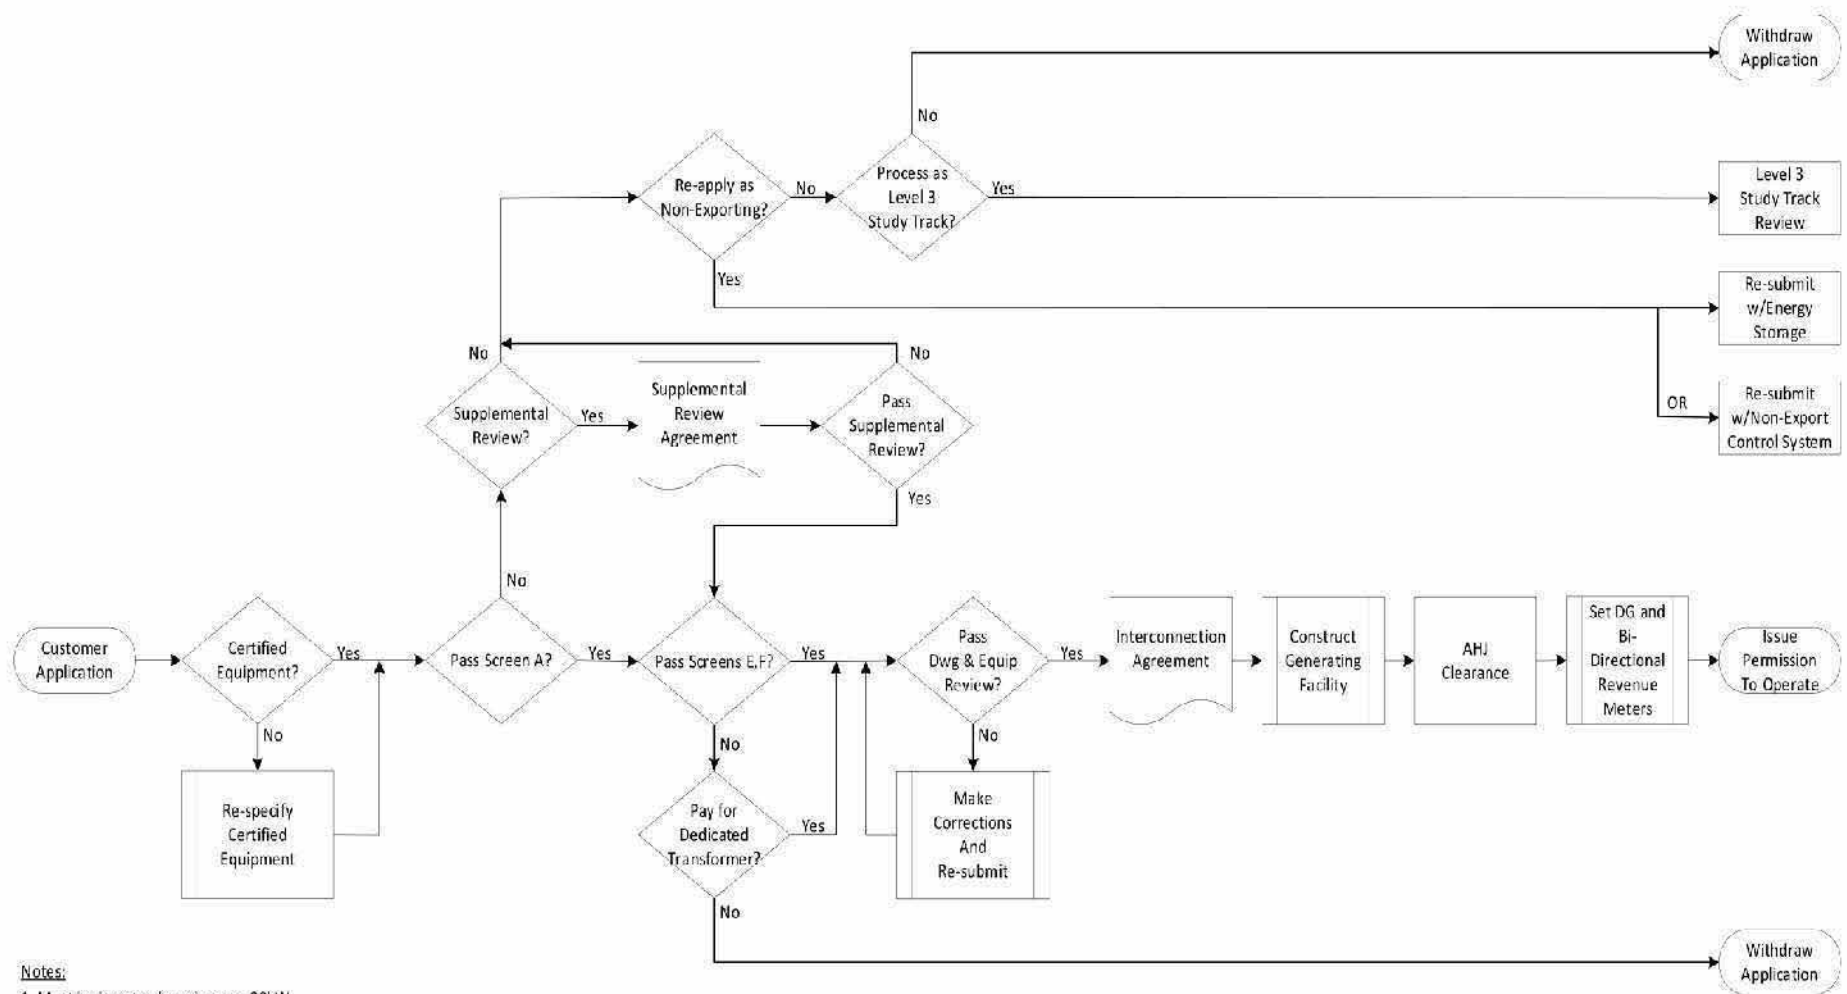 Withdraw
Application
No
Re-apply as
Non-Exporting?
No
Process as
Level 3
Study Track?
Yes
Level 3
Study Track
Review
Yes
Re-submit
w/Energy
Storage
OR
Re-submit
w/Non-Export
Control System
No
No
Supplemental
Review?
Yes
Supplemental
Review
Agreement
Pass
Supplemental
Review?
Yes
No
Customer
Application
Certified
Equipment?
Yes
Pass Screen A?
Yes
Pass Screens E,F?
Yes
Pass
Dwg & Equip
Review?
Yes
Interconnection
Agreement
Construct
Generating
Facility
AHJ
Clearance
Set DG and
Bi-
Directional
Revenue
Meters
Issue
Permission
To Operate
No
No
No
Re-specify
Certified
Equipment
Pay for
Dedicated
Transformer?
Yes
Make
Corrections
And
Re-submit
No
Withdraw
Application
Notes: